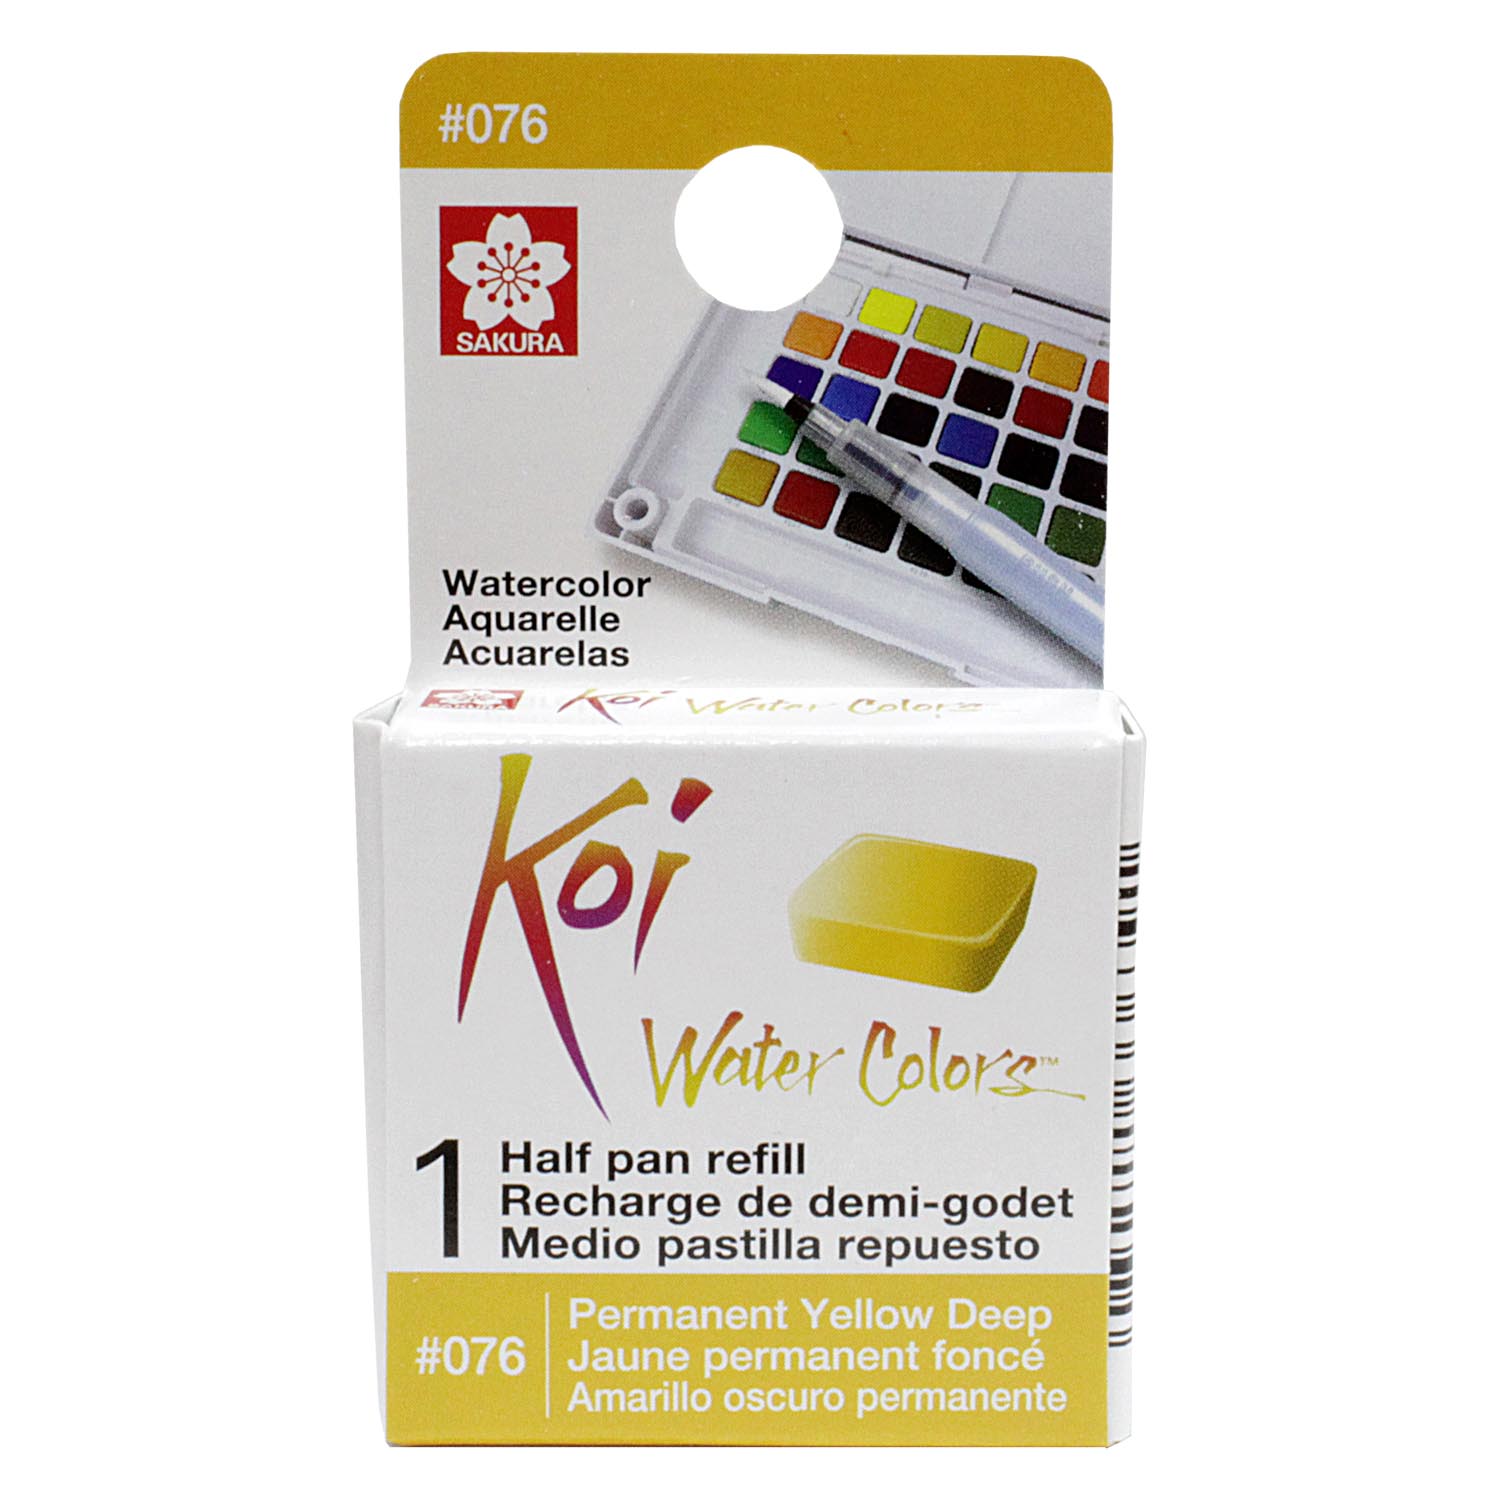 #076
SAKURA
Watercolor
Aquarelle
Acuarelas
SAKURA Koi Water Colors
Koi
Water Colors™
1 Half pan refill
Recharge de demi-godet
Medio pastilla repuesto
#076
Permanent Yellow Deep
Jaune permanent foncé
Amarillo oscuro permanente